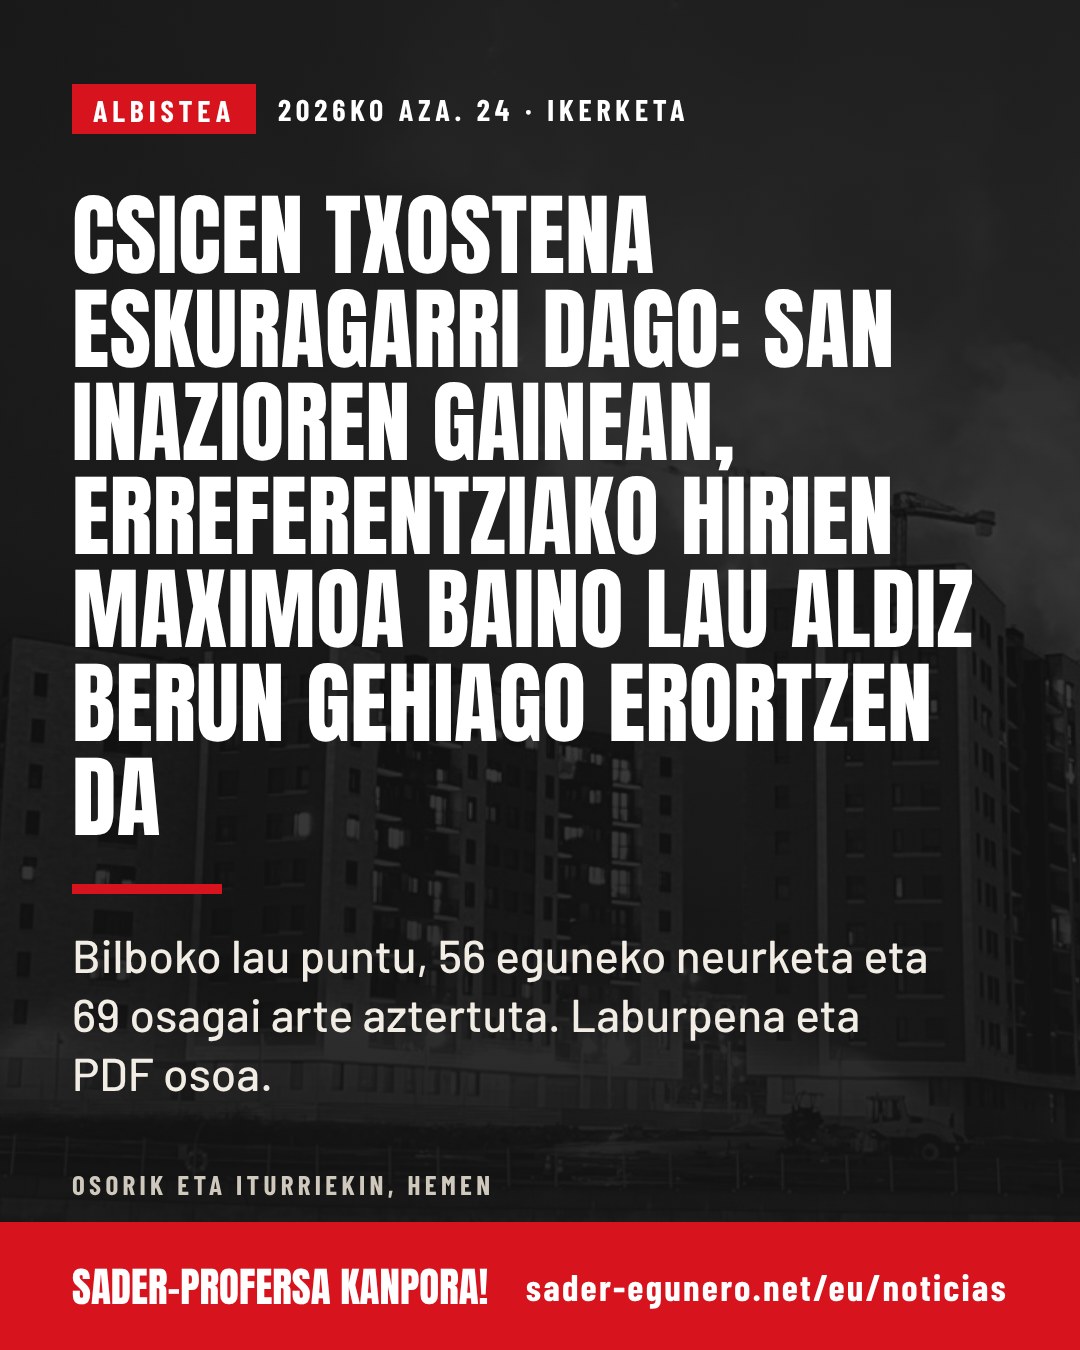 ALBISTEA
2026KO AZA. 24 · IKERKETA
CSICEN TXOSTENA
ESKURAGARRI DAGO: SAN
INAZIOREN GAINEAN,
ERREFERENTZIAKO HIRIEN
MAXIMOA BAINO LAU ALDIZ
BERUN GEHIAGO ERORTZEN
DA
Bilboko lau puntu, 56 eguneko neurketa eta
69 osagai arte aztertuta. Laburpena eta
PDF osoa.
OSORIK ETA ITURRIEKIN, HEMEN
SADER-PROFERSA KANPORA!
sader-egunero.net/eu/noticias